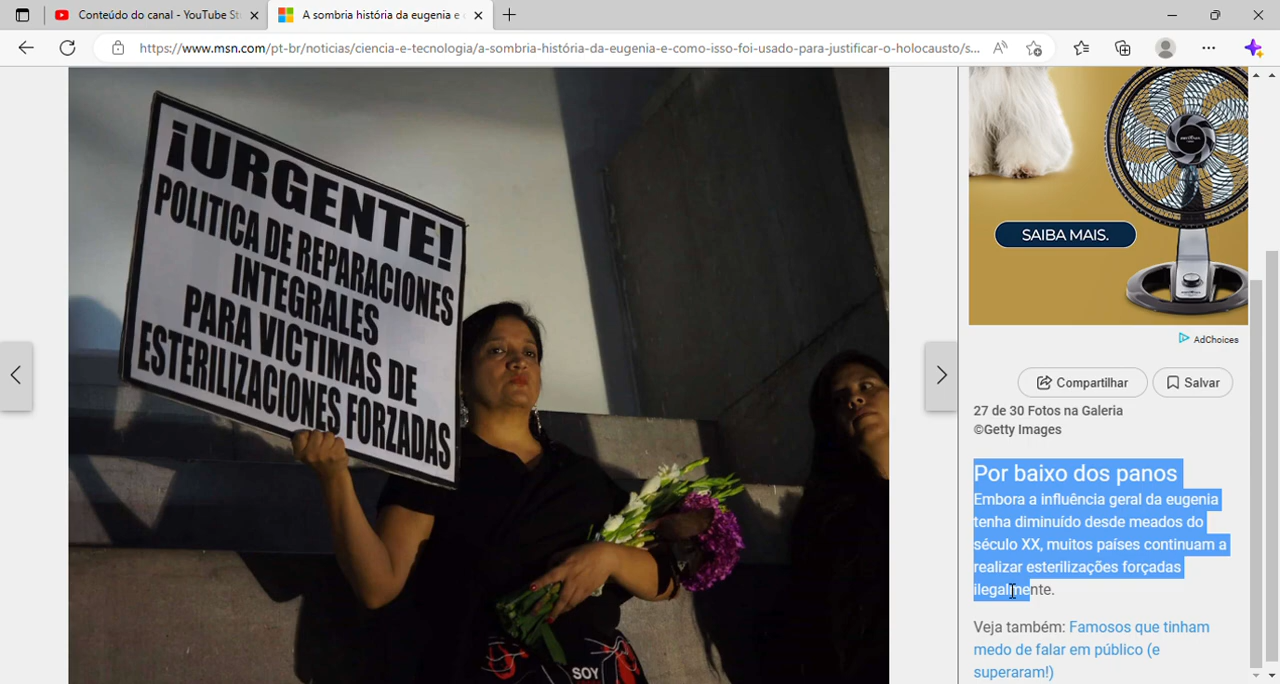 Conteúdo do canal - YouTube St
A sombria história da eugenia e
https://www.msn.com/pt-br/noticias/ciencia-e-tecnologia/a-sombria-história-da-eugenia-e-como-isso-foi-usado-para-justificar-o-holocausto/s...
¡URGENTE!
POLITICA DE REPARACIONES
INTEGRALES
PARA VICTIMAS DE
ESTERILIZACIONES FORZADAS
SOY
SAIBA MAIS.
AdChoices
Compartilhar
Salvar
27 de 30 Fotos na Galeria
©Getty Images
Por baixo dos panos
Embora a influência geral da eugenia
tenha diminuído desde meados do
século XX, muitos países continuam a
realizar esterilizações forçadas
ilegalmente.
Veja também: Famosos que tinham
medo de falar em público (e
superaram!)